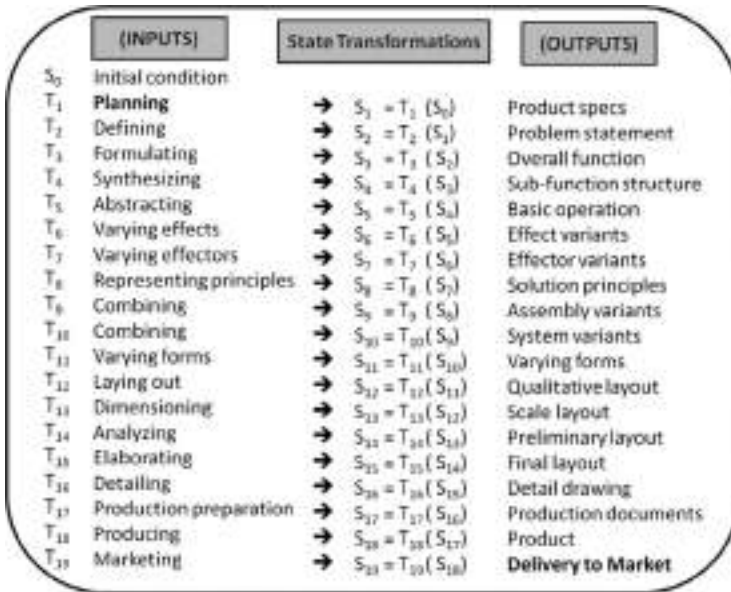 (INPUTS) State Transformations (OUTPUTS)
S₀ Initial condition
T₁ Planning → S₁ = T₁ (S₀) Product specs
T₂ Defining → S₂ = T₂ (S₁) Problem statement
T₃ Formulating → S₃ = T₃ (S₂) Overall function
T₄ Synthesizing → S₄ = T₄ (S₃) Sub-function structure
T₅ Abstracting → S₅ = T₅ (S₄) Basic operation
T₆ Varying effects → S₆ = T₆ (S₅) Effect variants
T₇ Varying effectors → S₇ = T₇ (S₆) Effector variants
T₈ Representing principles → S₈ = T₈ (S₇) Solution principles
T₉ Combining → S₉ = T₉ (S₈) Assembly variants
T₁₀ Combining → S₁₀ = T₁₀(S₉) System variants
T₁₁ Varying forms → S₁₁ = T₁₁(S₁₀) Varying forms
T₁₂ Laying out → S₁₂ = T₁₂(S₁₁) Qualitative layout
T₁₃ Dimensioning → S₁₃ = T₁₃(S₁₂) Scale layout
T₁₄ Analyzing → S₁₄ = T₁₄(S₁₃) Preliminary layout
T₁₅ Elaborating → S₁₅ = T₁₅(S₁₄) Final layout
T₁₆ Detailing → S₁₆ = T₁₆(S₁₅) Detail drawing
T₁₇ Production preparation → S₁₇ = T₁₇(S₁₆) Production documents
T₁₈ Producing → S₁₈ = T₁₈(S₁₇) Product
T₁₉ Marketing → S₁₉ = T₁₉(S₁₈) Delivery to Market